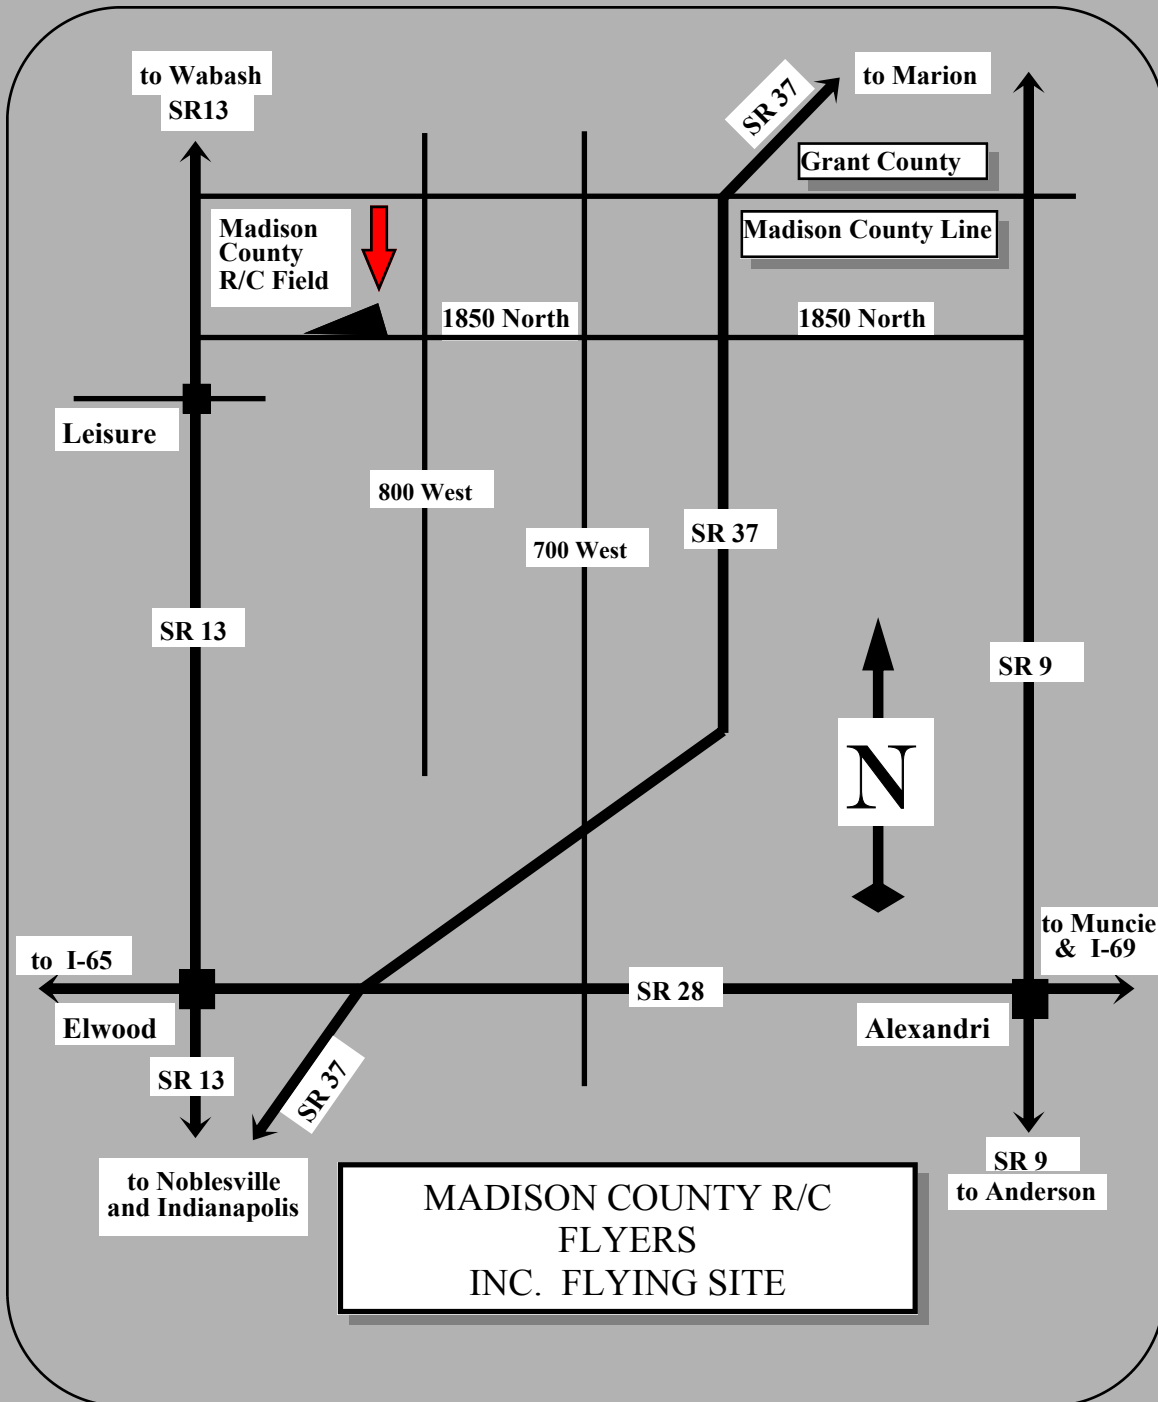 to Wabash
SR13
SR 37
to Marion
Grant County
Madison
County
R/C Field
Madison County Line
1850 North
1850 North
Leisure
800 West
SR 37
700 West
SR 13
SR 9
N
to Muncie
& I-69
to I-65
SR 28
Elwood
Alexandri
SR 13
SR 37
SR 9
to Anderson
to Noblesville
and Indianapolis
MADISON COUNTY R/C
FLYERS
INC. FLYING SITE